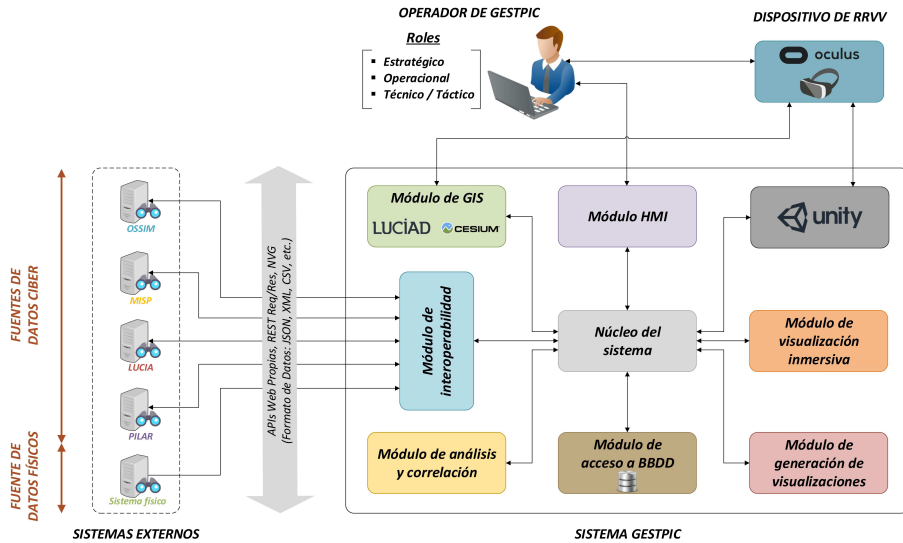 OPERADOR DE GESTPIC
Roles
▪ Estratégico
▪ Operacional
▪ Técnico / Táctico
DISPOSITIVO DE RRVV
oculus
FUENTES DE
DATOS CIBER
FUENTE DE
DATOS FÍSICOS
OSSIM
MISP
LUCIA
PILAR
Sistema físico
SISTEMAS EXTERNOS
APIs Web Propias, REST Req/Res, NVG
(Formato de Datos: JSON, XML, CSV, etc.)
Módulo de GIS
LUCIAD
CESIUM
Módulo HMI
unity
Módulo de
interoperabilidad
Núcleo del
sistema
Módulo de
visualización
inmersiva
Módulo de análisis
y correlación
Módulo de
acceso a BBDD
Módulo de
generación de
visualizaciones
SISTEMA GESTPIC